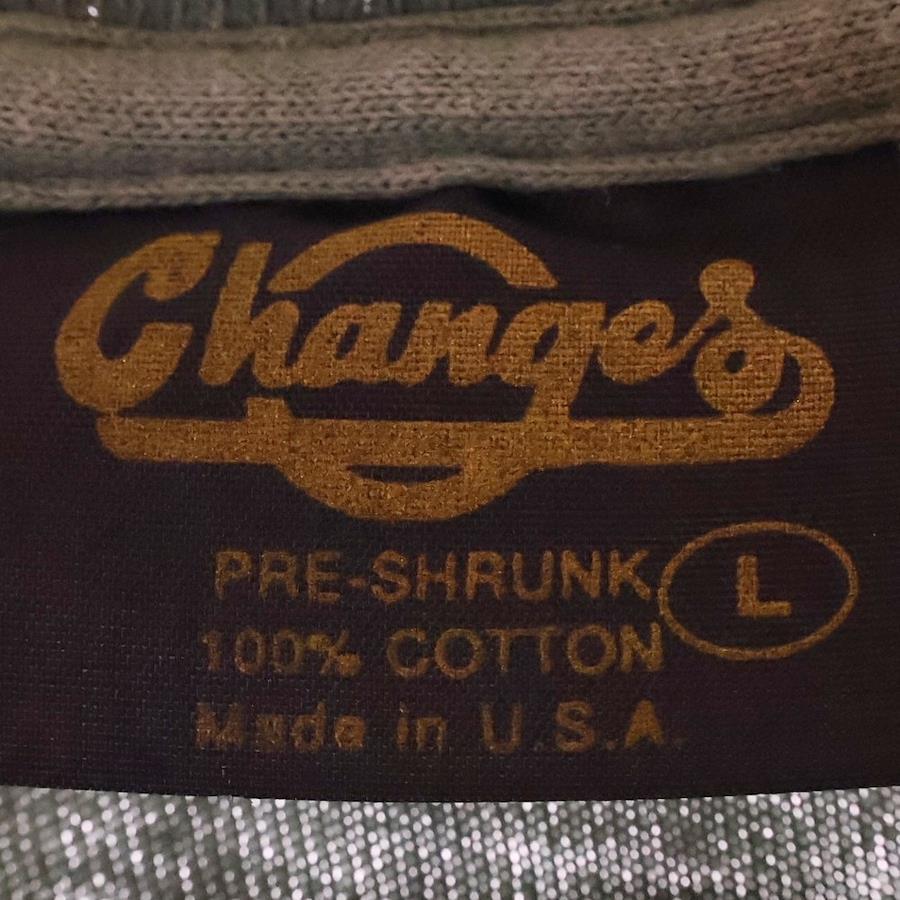 Changes
PRE-SHRUNK
L
100% COTTON
Made in U.S.A.